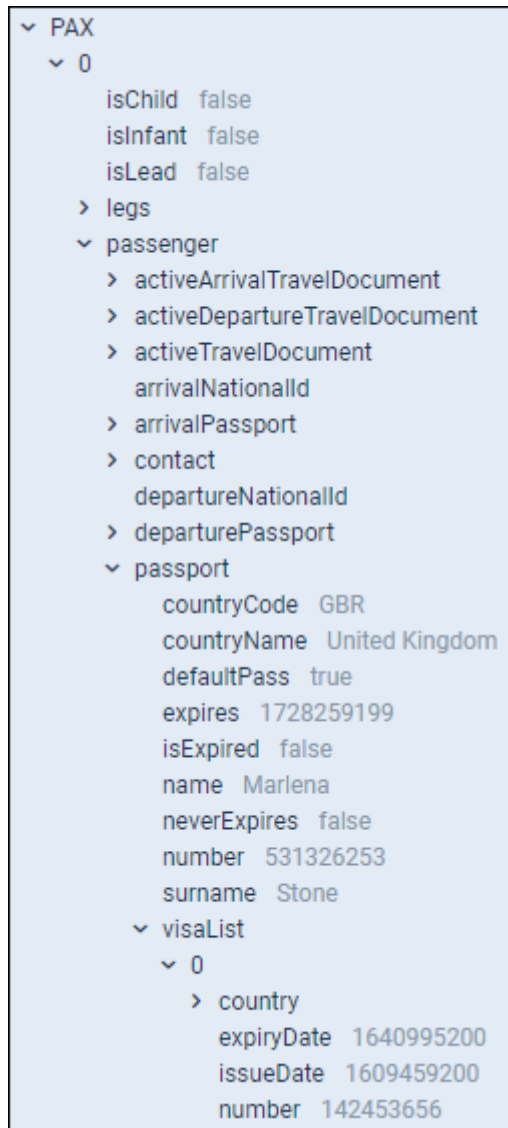 PAX
0
isChild false
isInfant false
isLead false
legs
passenger
activeArrivalTravelDocument
activeDepartureTravelDocument
activeTravelDocument
arrivalNationalId
arrivalPassport
contact
departureNationalId
departurePassport
passport
countryCode GBR
countryName United Kingdom
defaultPass true
expires 1728259199
isExpired false
name Marlena
neverExpires false
number 531326253
surname Stone
visaList
0
country
expiryDate 1640995200
issueDate 1609459200
number 142453656